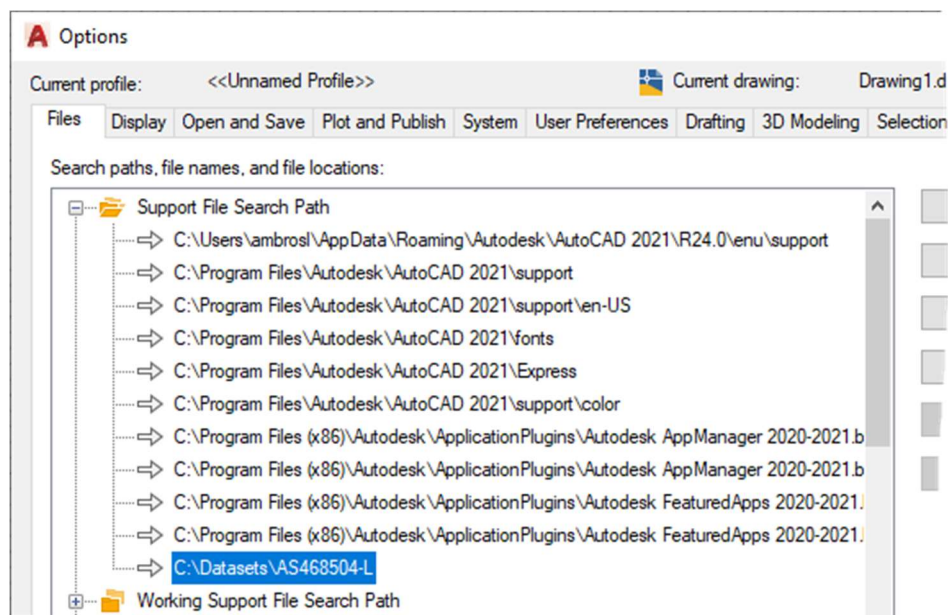 Options
Current profile: <<Unnamed Profile>> Current drawing: Drawing1.d
Files Display Open and Save Plot and Publish System User Preferences Drafting 3D Modeling Selection
Search paths, file names, and file locations:
Support File Search Path
C:\Users\ambrosl\AppData\Roaming\Autodesk\AutoCAD 2021\R24.0\enu\support
C:\Program Files\Autodesk\AutoCAD 2021\support
C:\Program Files\Autodesk\AutoCAD 2021\support\en-US
C:\Program Files\Autodesk\AutoCAD 2021\fonts
C:\Program Files\Autodesk\AutoCAD 2021\Express
C:\Program Files\Autodesk\AutoCAD 2021\support\color
C:\Program Files (x86)\Autodesk\ApplicationPlugins\Autodesk AppManager 2020-2021.b
C:\Program Files (x86)\Autodesk\ApplicationPlugins\Autodesk AppManager 2020-2021.b
C:\Program Files (x86)\Autodesk\ApplicationPlugins\Autodesk FeaturedApps 2020-2021.
C:\Program Files (x86)\Autodesk\ApplicationPlugins\Autodesk FeaturedApps 2020-2021.
C:\Datasets\AS468504-L
Working Support File Search Path